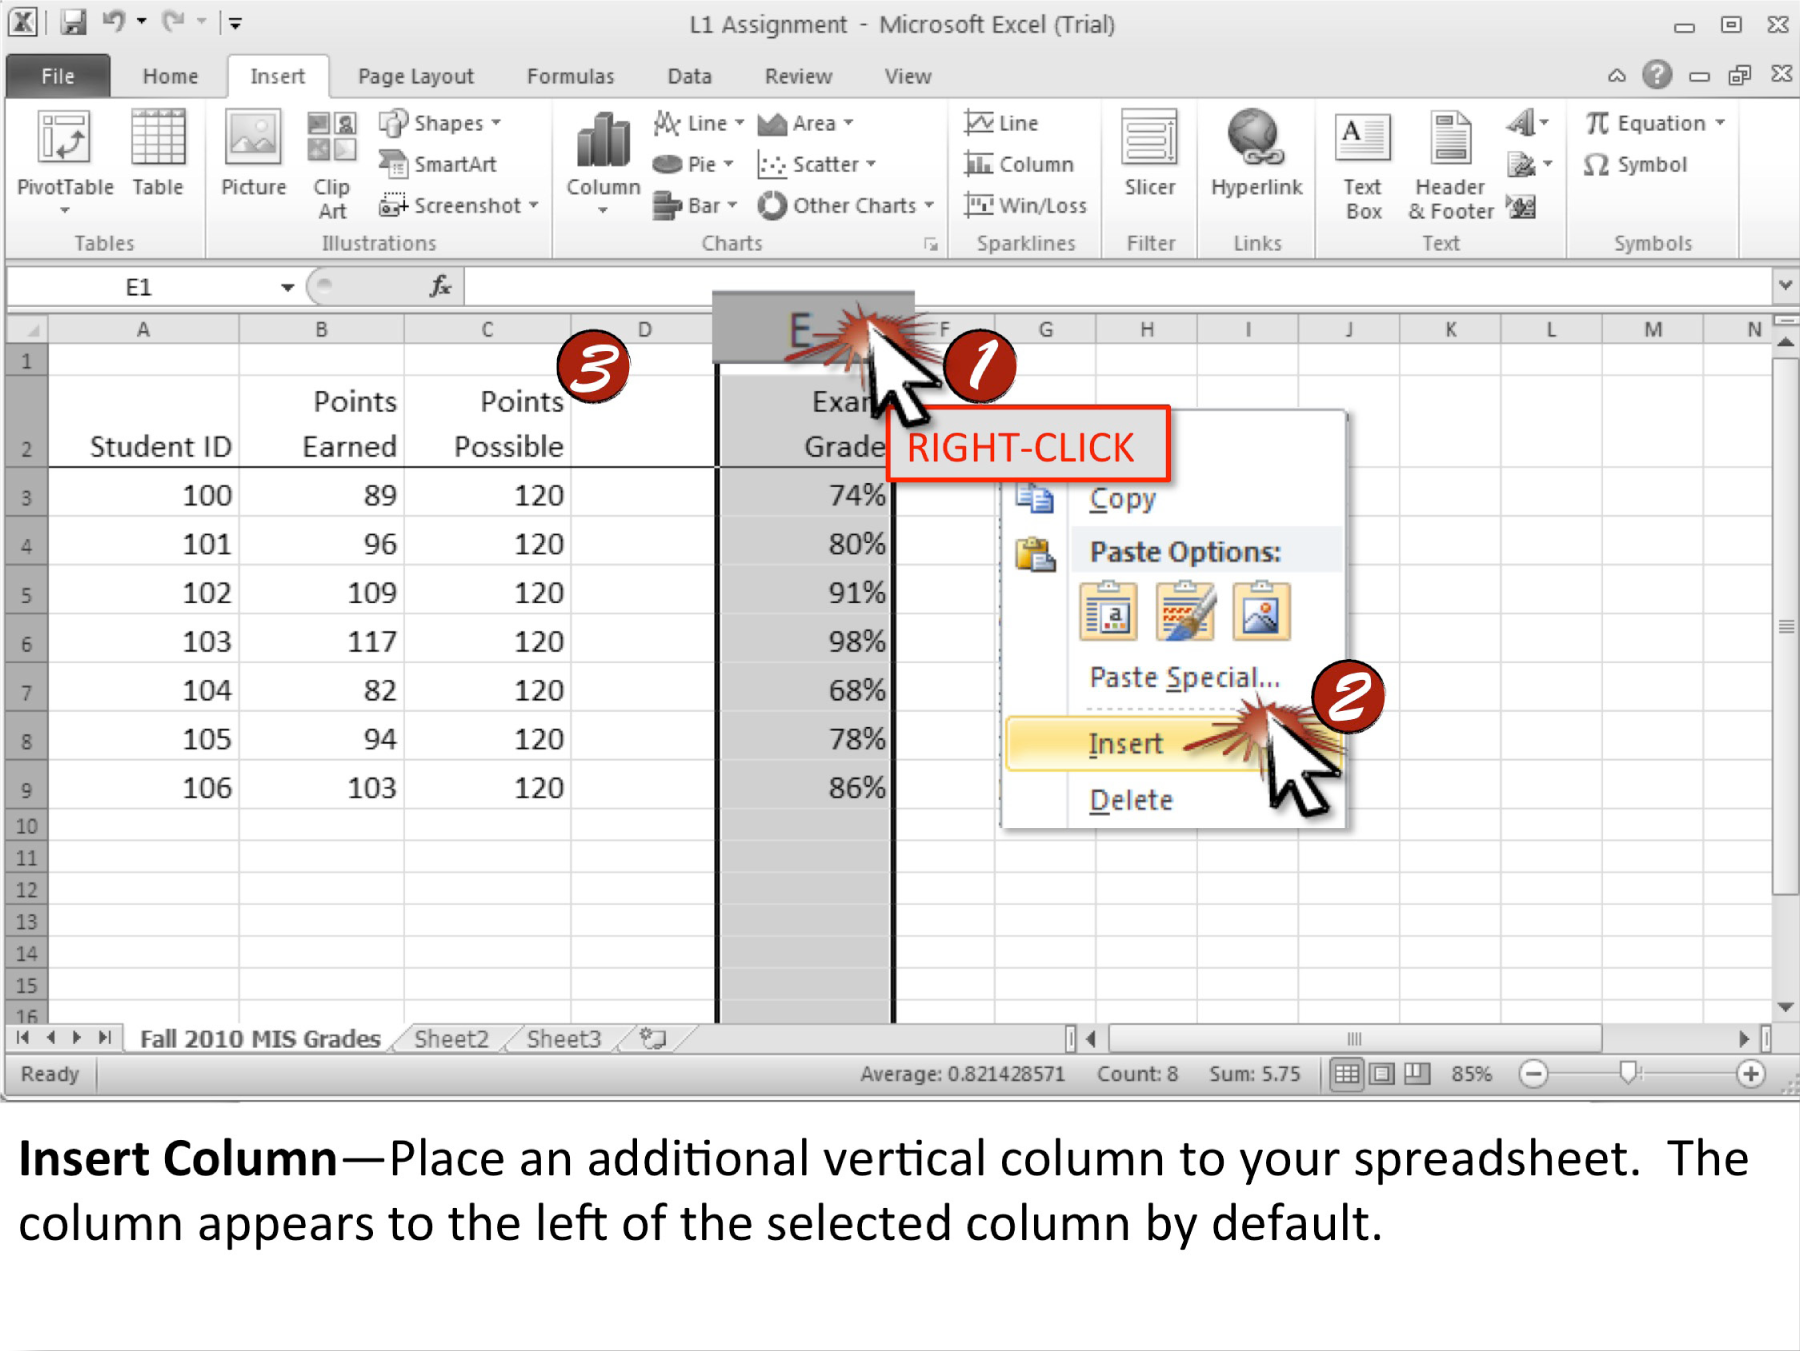 L1 Assignment - Microsoft Excel (Trial)
File Home Insert Page Layout Formulas Data Review View
PivotTable Table Picture Clip Art Shapes SmartArt Screenshot Column Line Pie Bar Area Scatter Other Charts Line Column Win/Loss Slicer Hyperlink Text Box Header & Footer Equation Symbol
Tables Illustrations Charts Sparklines Filter Links Text Symbols
E1 fx
A B C D E F G H I J K L M N
1
3 1
Points Points Exam
2 Student ID Earned Possible Grade
RIGHT-CLICK
3 100 89 120 74%
4 101 96 120 80%
5 102 109 120 91%
6 103 117 120 98%
7 104 82 120 68%
8 105 94 120 78%
9 106 103 120 86%
10
11
12
13
14
15
16
Copy
Paste Options:
Paste Special...
2
Insert
Delete
Fall 2010 MIS Grades Sheet2 Sheet3
Ready Average: 0.821428571 Count: 8 Sum: 5.75 85%
Insert Column—Place an additional vertical column to your spreadsheet. The
column appears to the left of the selected column by default.